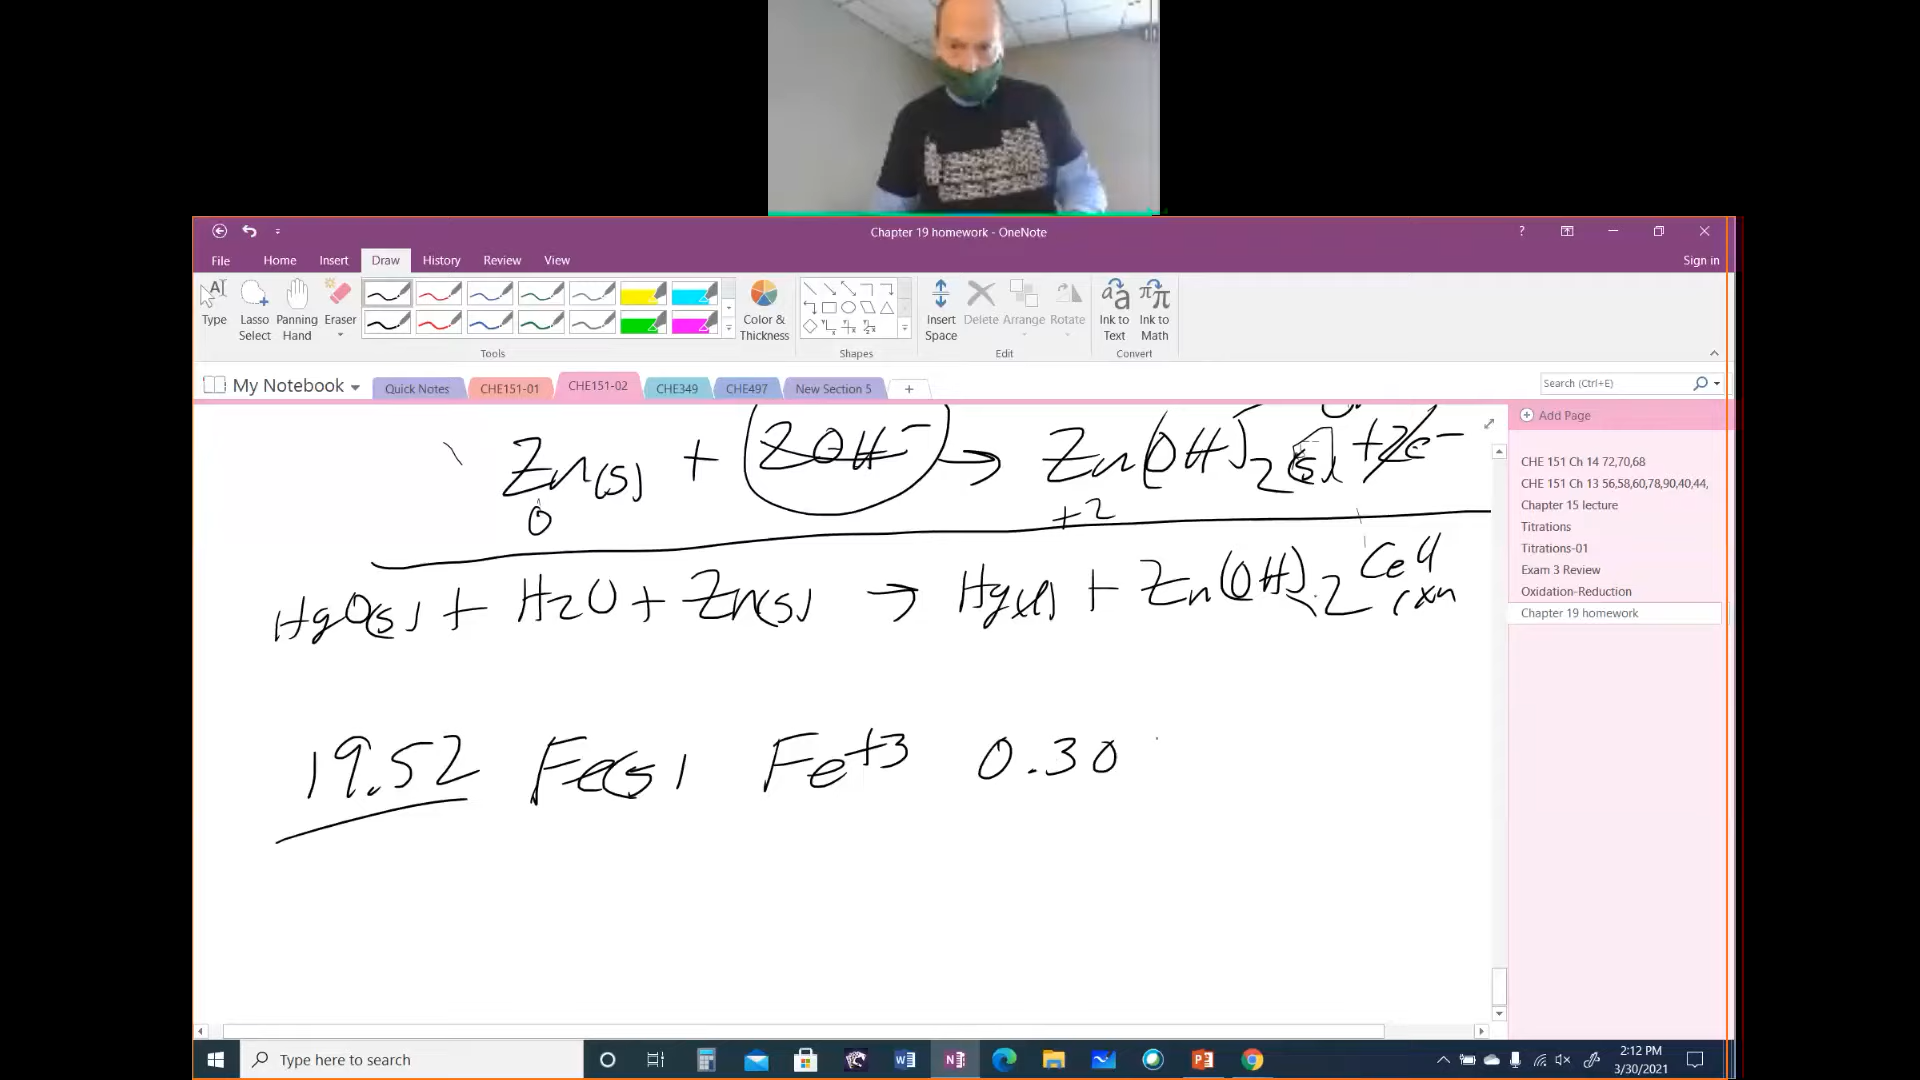 Chapter 19 homework - OneNote
?
File Home Insert Draw History Review View
Sign in
Type Lasso Select Panning Hand Eraser
Color & Thickness
Insert Space Delete Arrange Rotate
Ink to Text Ink to Math
Tools Shapes Edit Convert
My Notebook Quick Notes CHE151-01 CHE151-02 CHE349 CHE497 New Section 5 +
Search (Ctrl+E)
Add Page
CHE 151 Ch 14 72,70,68
CHE 151 Ch 13 56,58,60,78,90,40,44,
Chapter 15 lecture
Titrations
Titrations-01
Exam 3 Review
Oxidation-Reduction
Chapter 19 homework
Zn(s) + 2OH- → Zn(OH)2(s) + 2e-
0 +2
HgO(s) + H2O + Zn(s) → Hg(l) + Zn(OH)2 Cell rxn
19.52 Fe(s) Fe+3 0.30
Type here to search
2:12 PM
3/30/2021